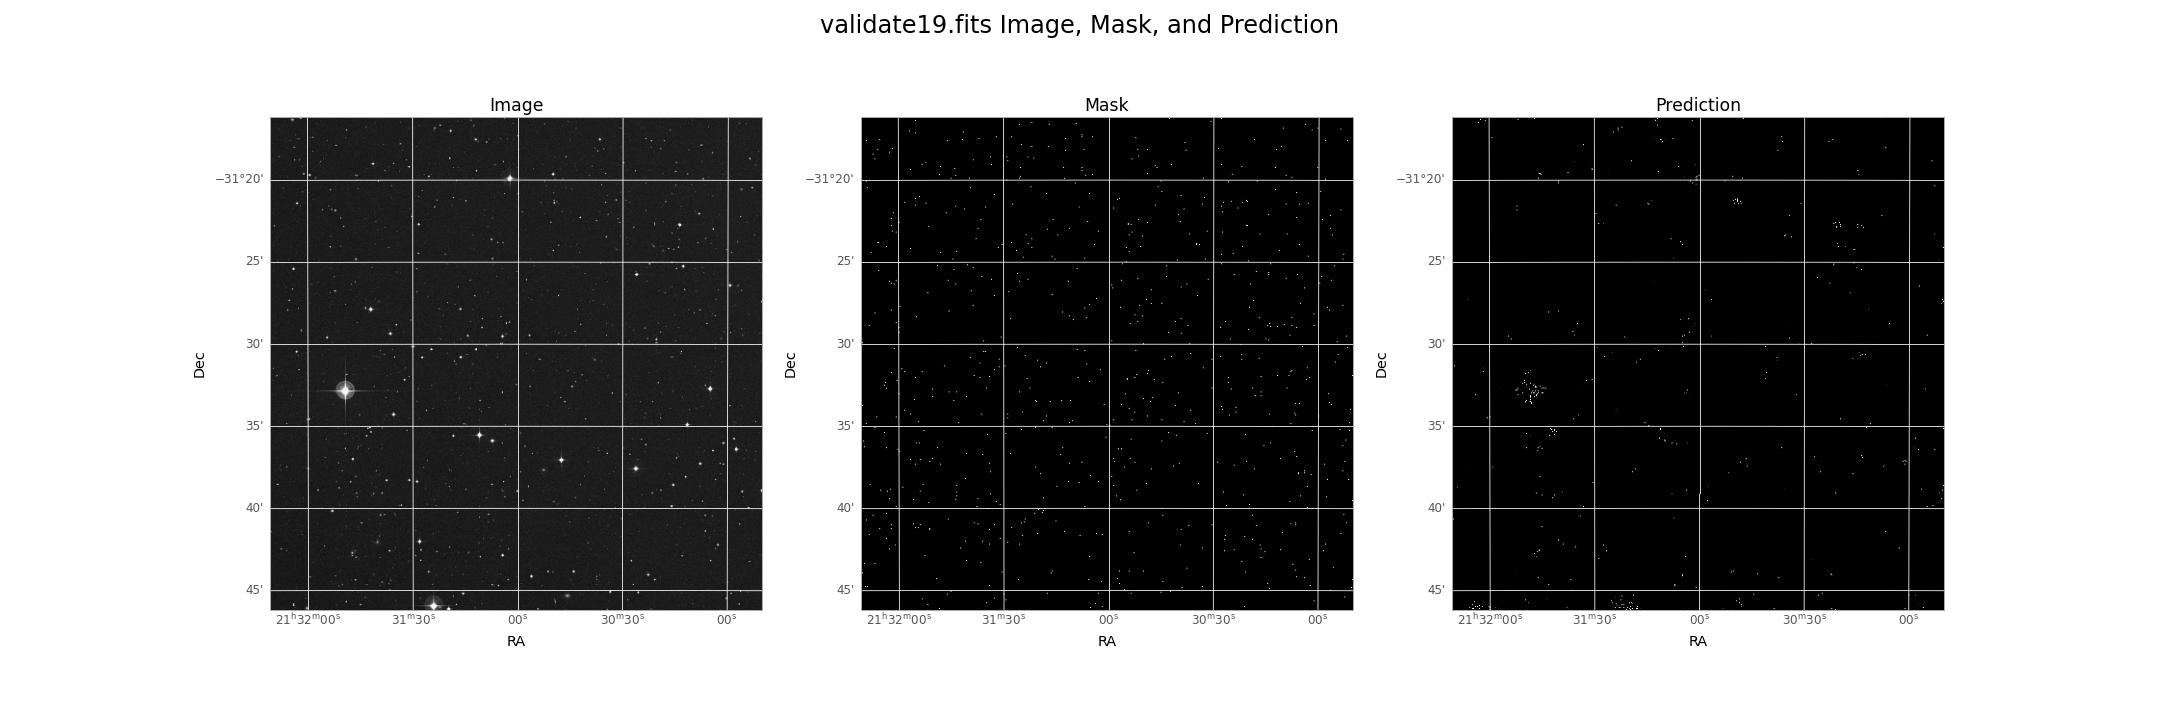 validate19.fits Image, Mask, and Prediction
Image
Mask
Prediction
−31°20'
25'
30'
35'
40'
45'
Dec
21ʰ32ᵐ00ˢ 31ᵐ30ˢ 00ˢ 30ᵐ30ˢ 00ˢ
RA
−31°20'
25'
30'
35'
40'
45'
Dec
21ʰ32ᵐ00ˢ 31ᵐ30ˢ 00ˢ 30ᵐ30ˢ 00ˢ
RA
−31°20'
25'
30'
35'
40'
45'
Dec
21ʰ32ᵐ00ˢ 31ᵐ30ˢ 00ˢ 30ᵐ30ˢ 00ˢ
RA